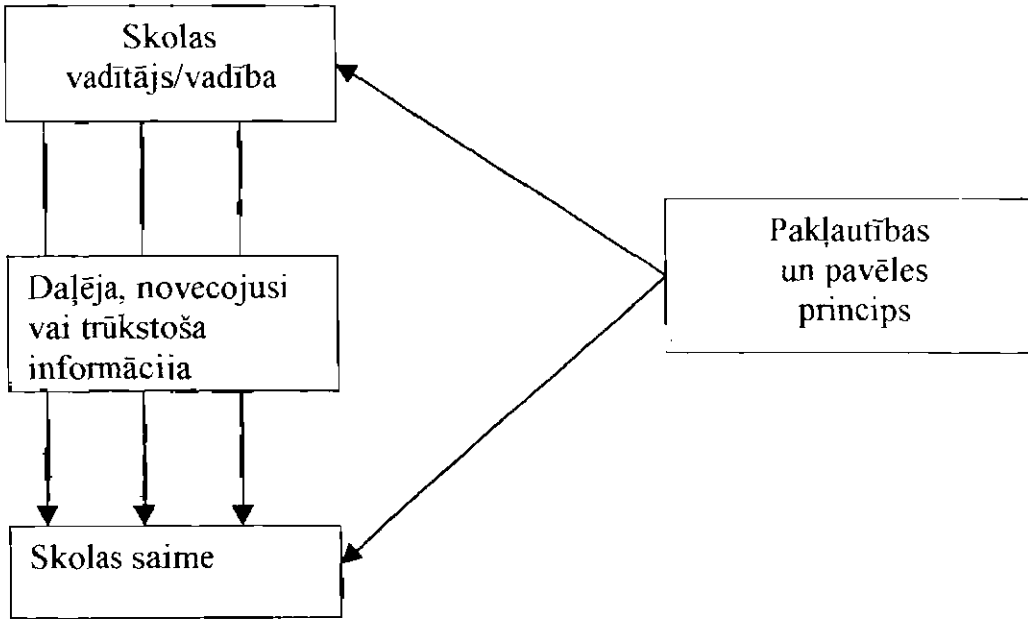 Skolas
vadītājs/vadība
Daļēja, novecojusi
vai trūkstoša
informācija
Skolas saime
Pakļautības
un pavēles
princips